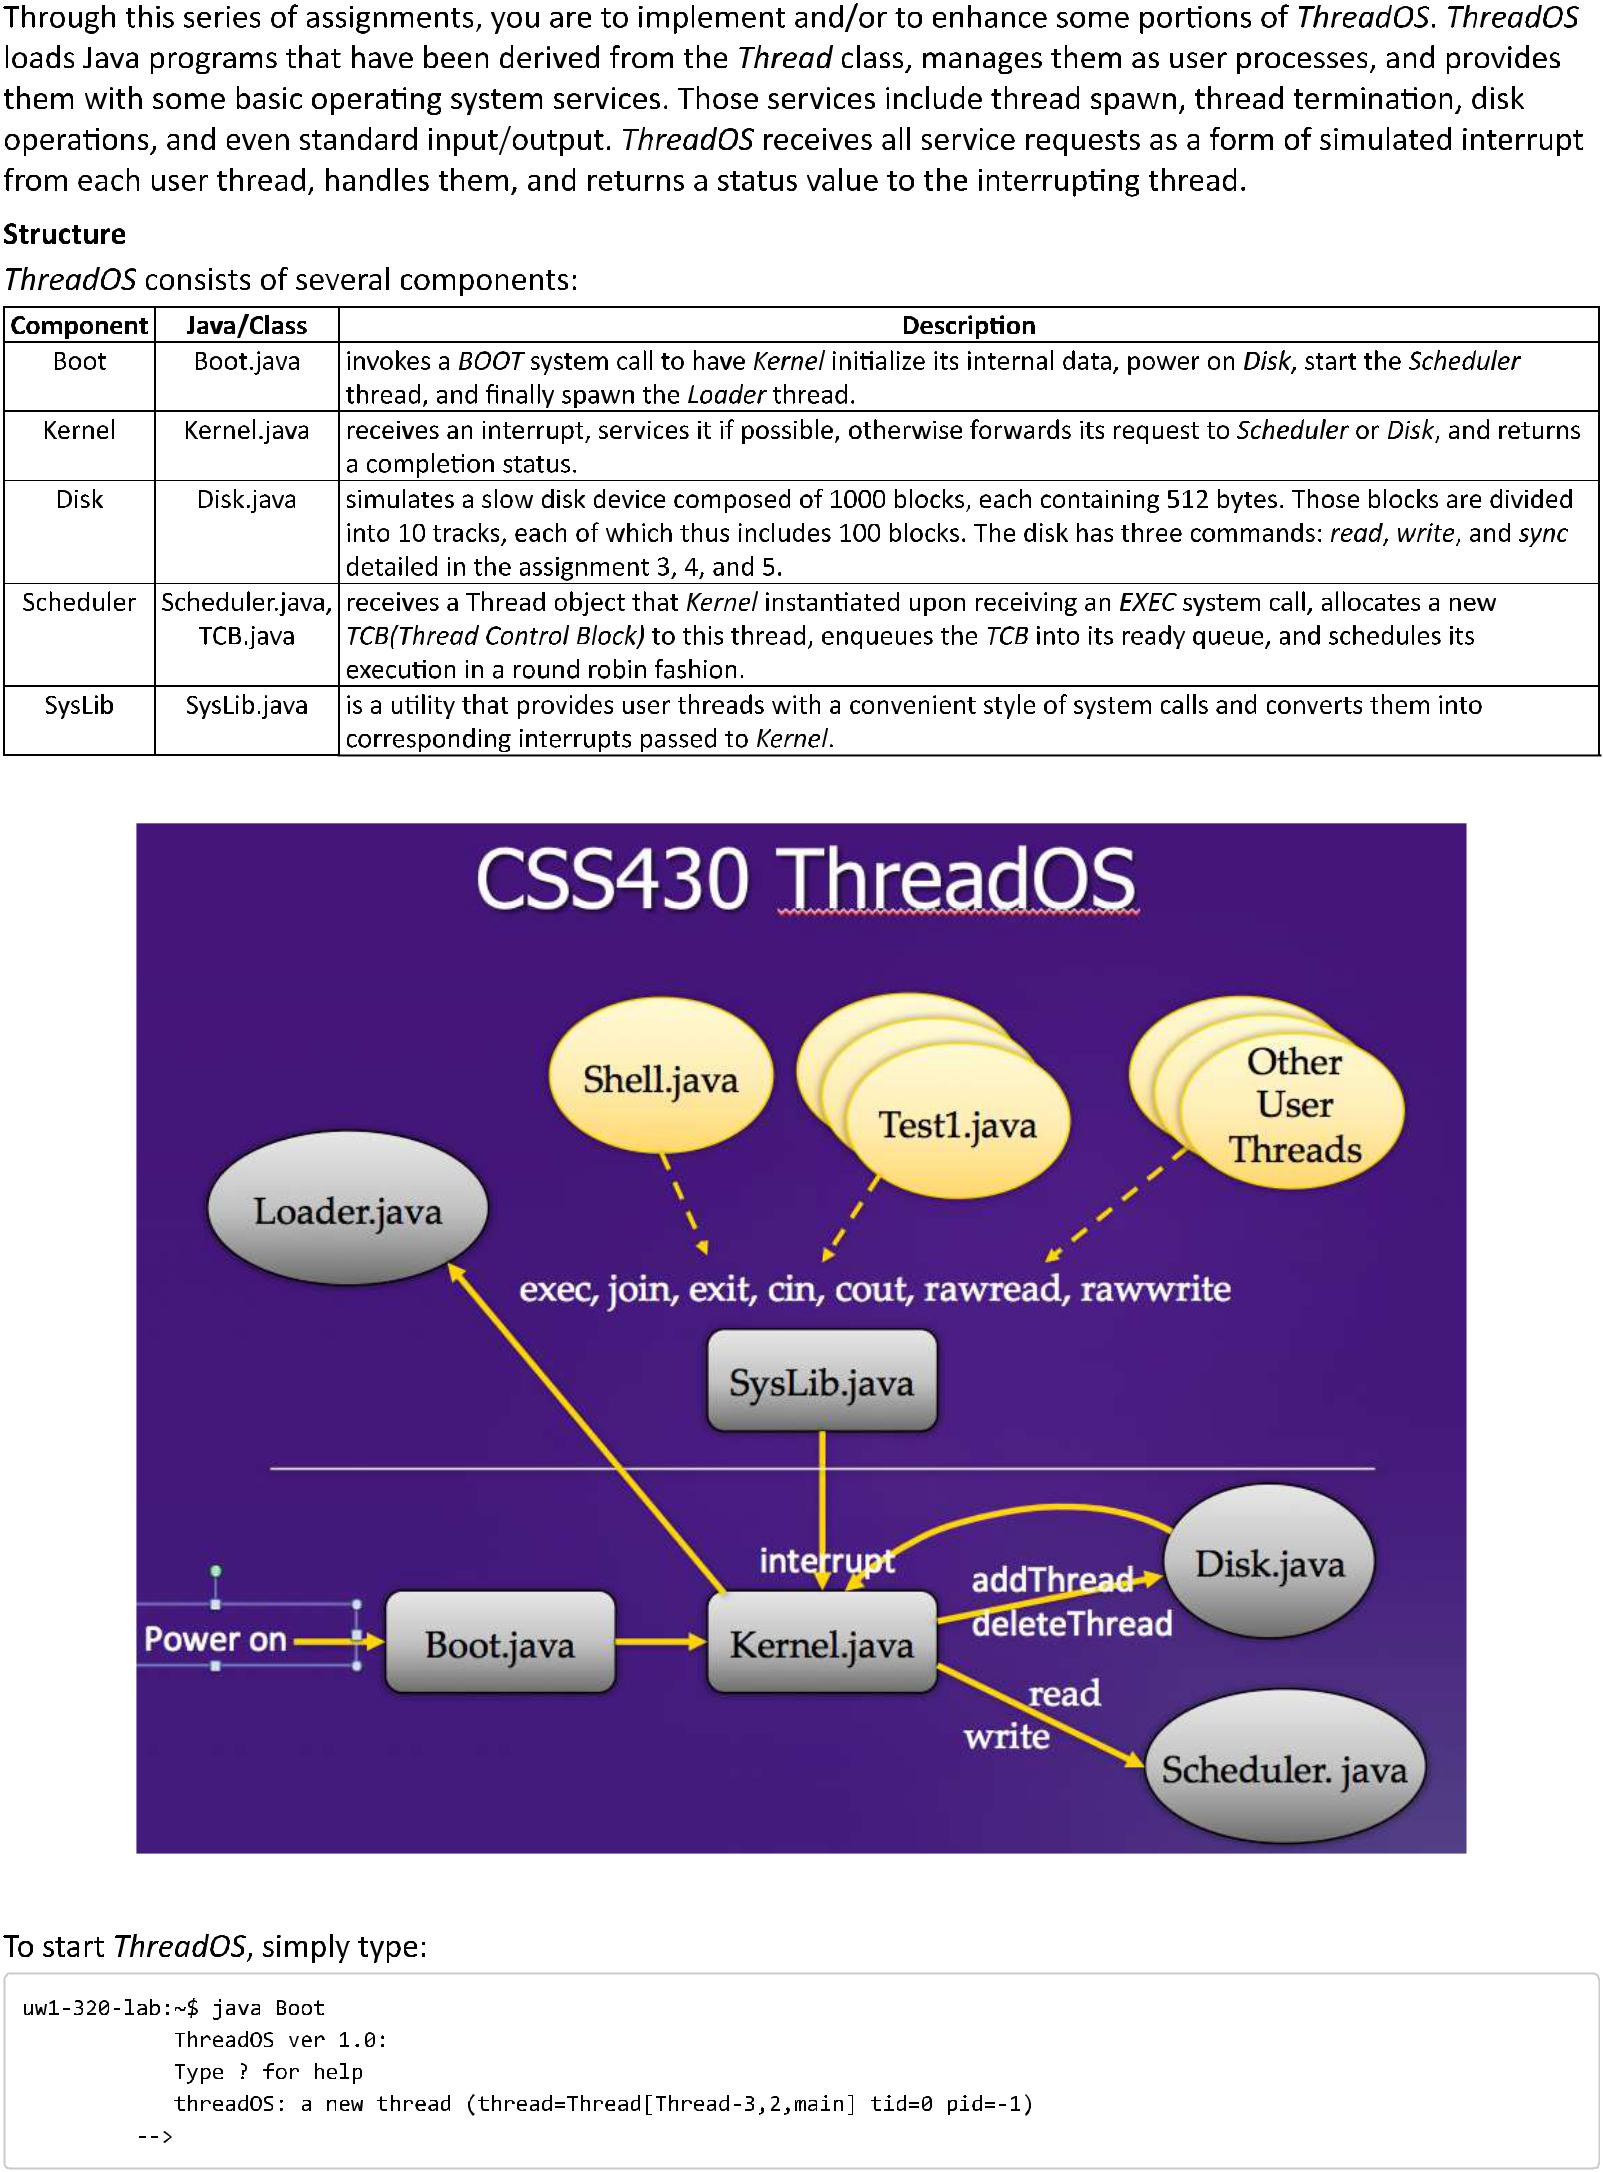 Through this series of assignments, you are to implement and/or to enhance some portions of ThreadOS. ThreadOS
loads Java programs that have been derived from the Thread class, manages them as user processes, and provides
them with some basic operating system services. Those services include thread spawn, thread termination, disk
operations, and even standard input/output. ThreadOS receives all service requests as a form of simulated interrupt
from each user thread, handles them, and returns a status value to the interrupting thread.
Structure
ThreadOS consists of several components:
Component Java/Class Description
Boot Boot.java invokes a BOOT system call to have Kernel initialize its internal data, power on Disk, start the Scheduler
thread, and finally spawn the Loader thread.
Kernel Kernel.java receives an interrupt, services it if possible, otherwise forwards its request to Scheduler or Disk, and returns
a completion status.
Disk Disk.java simulates a slow disk device composed of 1000 blocks, each containing 512 bytes. Those blocks are divided
into 10 tracks, each of which thus includes 100 blocks. The disk has three commands: read, write, and sync
detailed in the assignment 3, 4, and 5.
Scheduler Scheduler.java, receives a Thread object that Kernel instantiated upon receiving an EXEC system call, allocates a new
TCB.java TCB(Thread Control Block) to this thread, enqueues the TCB into its ready queue, and schedules its
execution in a round robin fashion.
SysLib SysLib.java is a utility that provides user threads with a convenient style of system calls and converts them into
corresponding interrupts passed to Kernel.
CSS430 ThreadOS
Shell.java
Test1.java
Other
User
Threads
Loader.java
exec, join, exit, cin, cout, rawread, rawwrite
SysLib.java
interrupt
addThread
deleteThread
Disk.java
Power on
Boot.java
Kernel.java
read
write
Scheduler. java
To start ThreadOS, simply type:
uw1-320-lab:~$ java Boot
ThreadOS ver 1.0:
Type ? for help
threadOS: a new thread (thread=Thread[Thread-3,2,main] tid=0 pid=-1)
-->